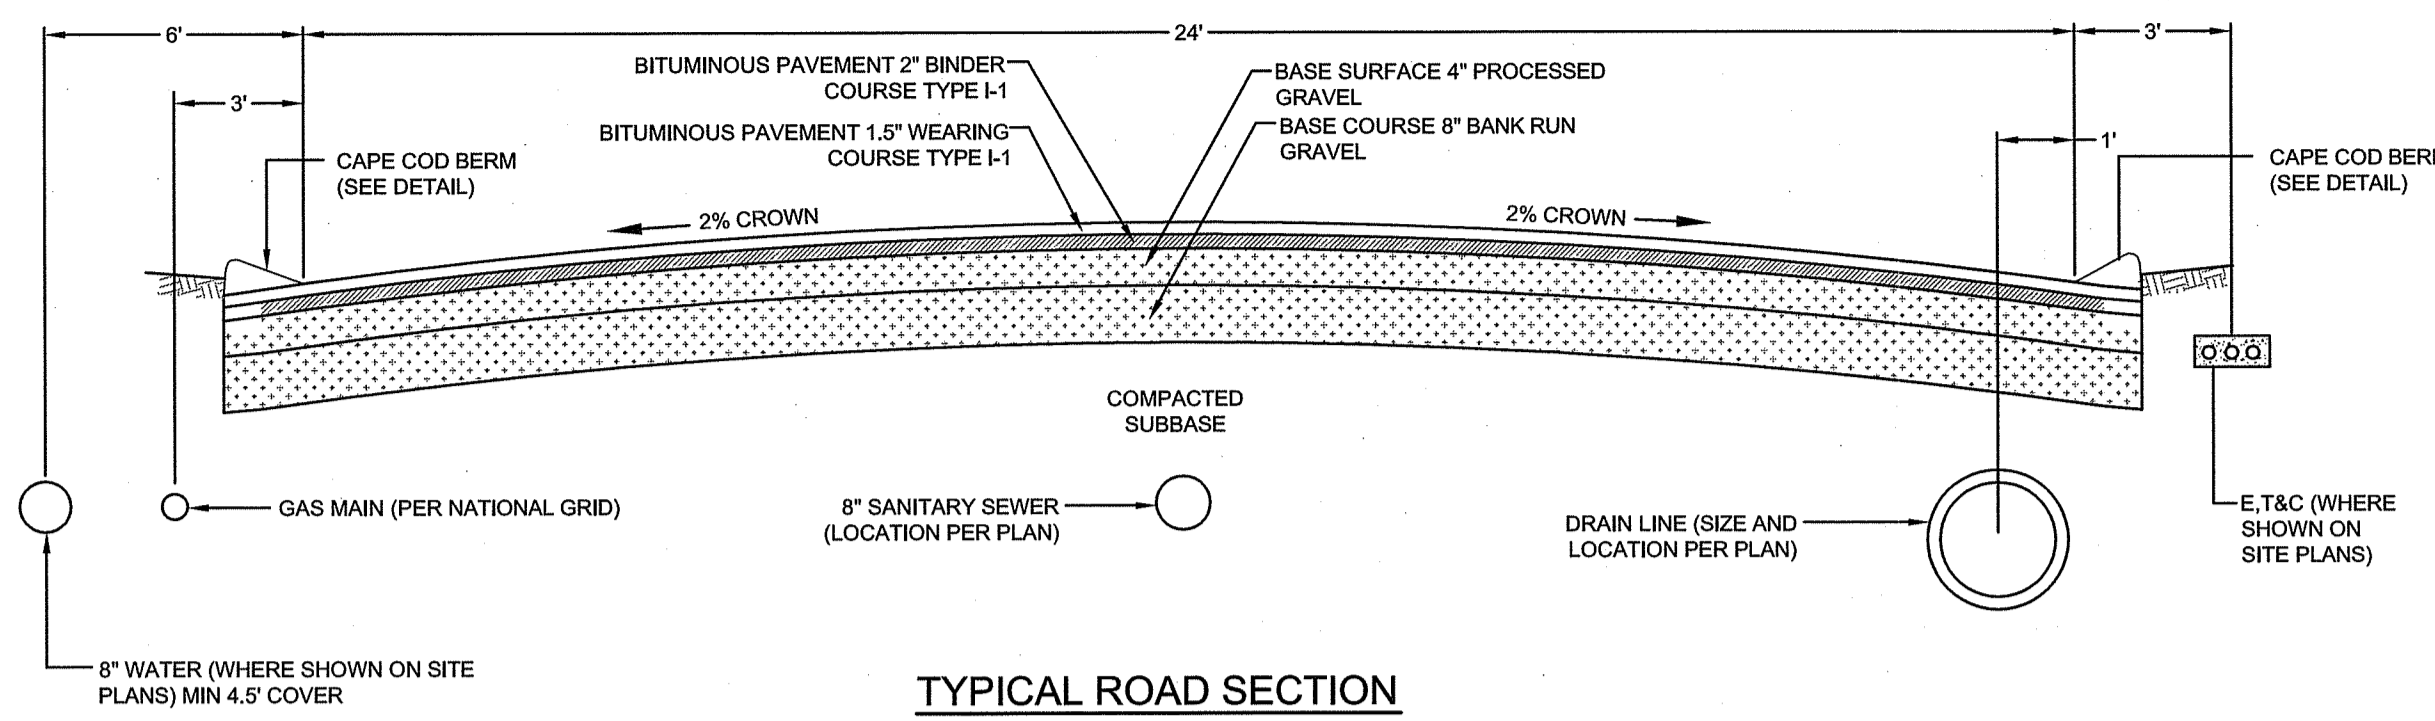 6'
24'
3'
3'
BITUMINOUS PAVEMENT 2" BINDER
COURSE TYPE I-1
BASE SURFACE 4" PROCESSED
GRAVEL
BITUMINOUS PAVEMENT 1.5" WEARING
COURSE TYPE I-1
BASE COURSE 8" BANK RUN
GRAVEL
1'
CAPE COD BERM
(SEE DETAIL)
CAPE COD BER
(SEE DETAIL)
2% CROWN
2% CROWN
COMPACTED
SUBBASE
GAS MAIN (PER NATIONAL GRID)
8" SANITARY SEWER
(LOCATION PER PLAN)
DRAIN LINE (SIZE AND
LOCATION PER PLAN)
E,T&C (WHERE
SHOWN ON
SITE PLANS)
8" WATER (WHERE SHOWN ON SITE
PLANS) MIN 4.5' COVER
TYPICAL ROAD SECTION